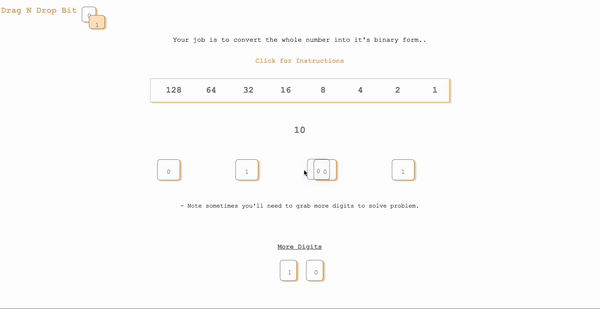 Drag N Drop Bit 0
1
Your job is to convert the whole number into it's binary form..
Click for Instructions
128 64 32 16 8 4 2 1
10
0 1 0 0 1
- Note sometimes you'll need to grab more digits to solve problem.
More Digits
1 0